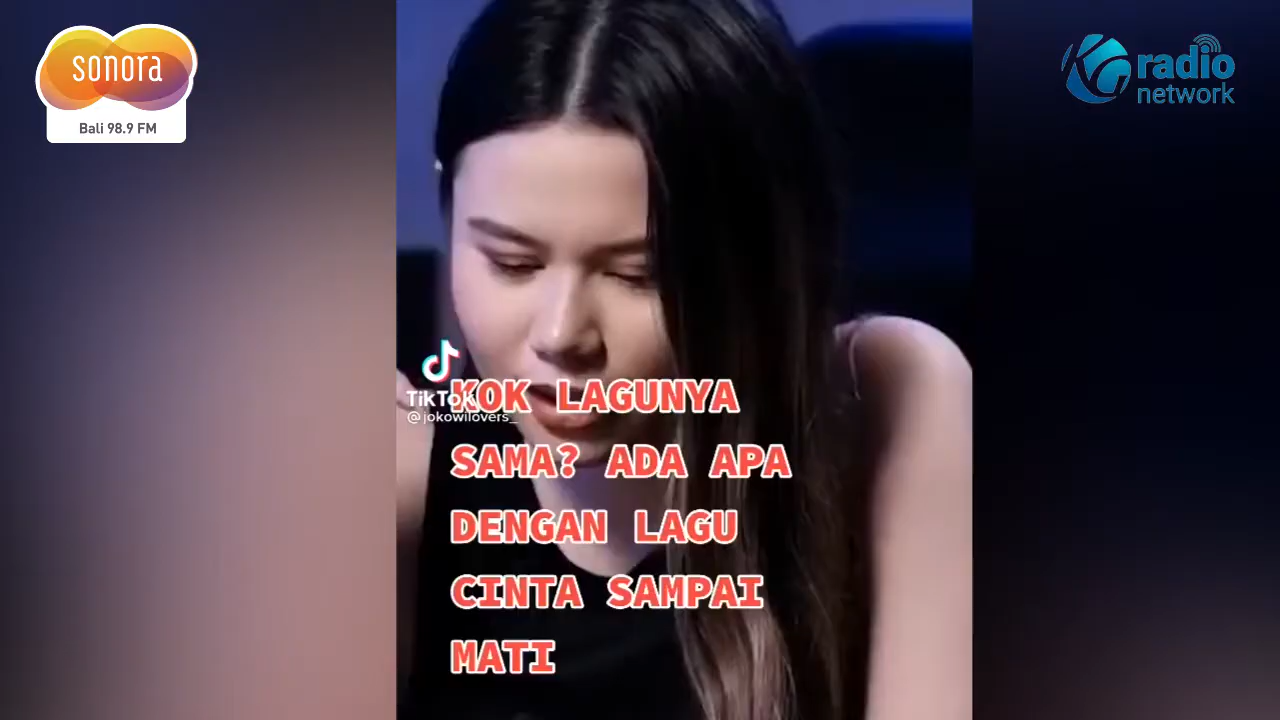 sonora
Bali 98.9 FM
radio
network
TikTok
@jokowilovers_
KOK LAGUNYA
SAMA? ADA APA
DENGAN LAGU
CINTA SAMPAI
MATI